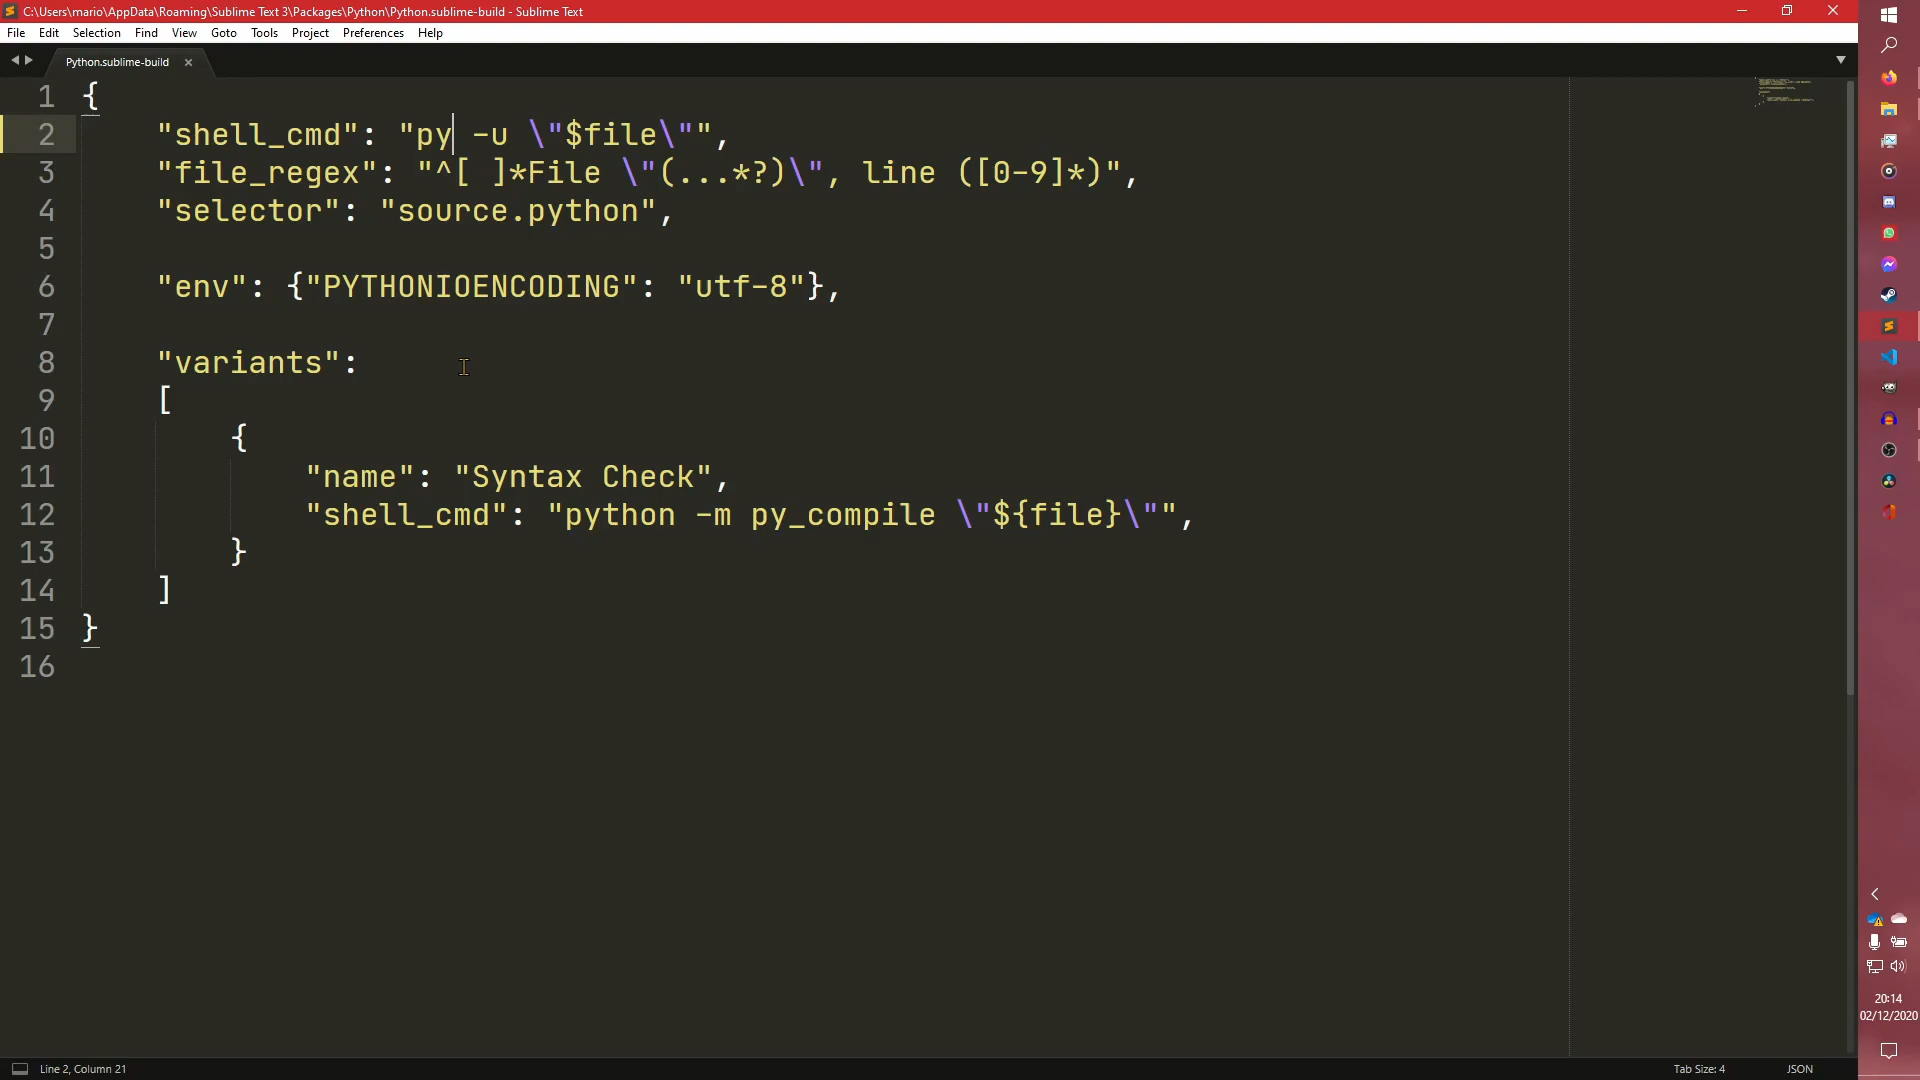 C:\Users\mario\AppData\Roaming\Sublime Text 3\Packages\Python\Python.sublime-build - Sublime Text
File Edit Selection Find View Goto Tools Project Preferences Help
Python.sublime-build
1 {
2 "shell_cmd": "py -u \"$file\"",
3 "file_regex": "^[ ]*File \"(...*?)\", line ([0-9]*)",
4 "selector": "source.python",
5
6 "env": {"PYTHONIOENCODING": "utf-8"},
7
8 "variants":
9 [
10 {
11 "name": "Syntax Check",
12 "shell_cmd": "python -m py_compile \"${file}\"",
13 }
14 ]
15 }
16
20:14
02/12/2020
Line 2, Column 21
Tab Size: 4
JSON